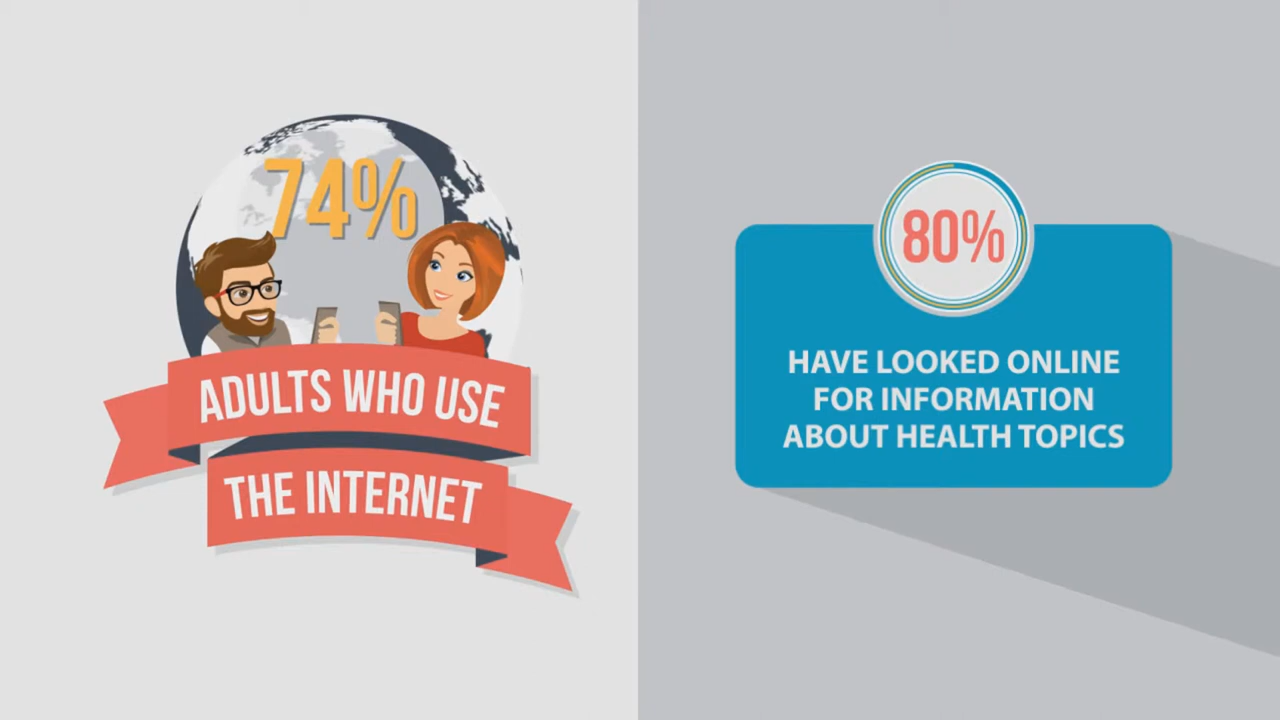 74%
ADULTS WHO USE
THE INTERNET
80%
HAVE LOOKED ONLINE
FOR INFORMATION
ABOUT HEALTH TOPICS